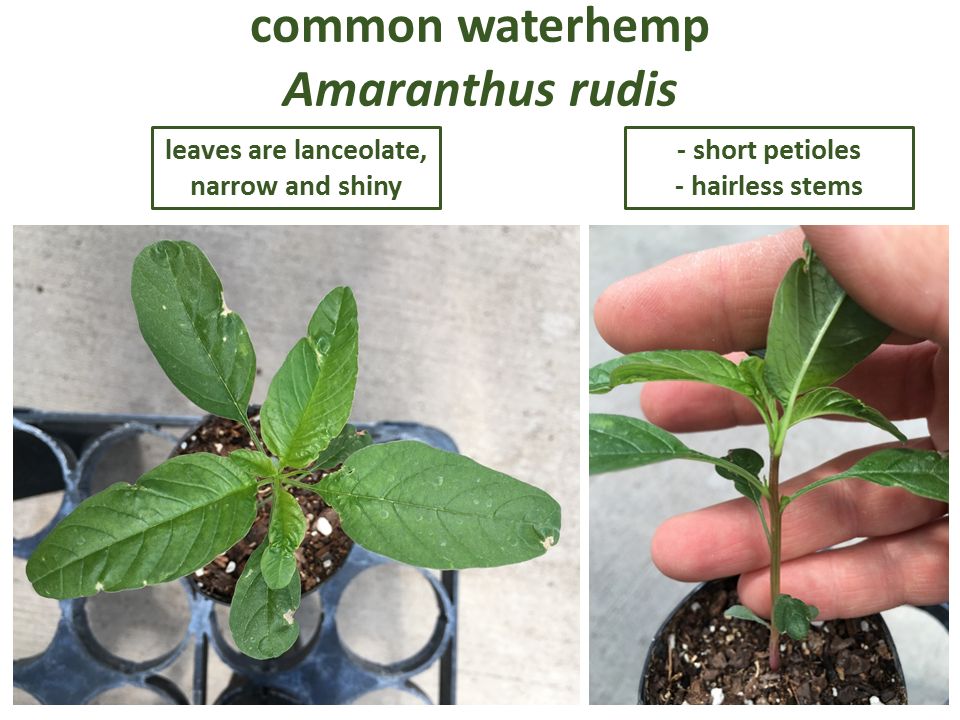 common waterhemp
Amaranthus rudis
leaves are lanceolate,
narrow and shiny
- short petioles
- hairless stems